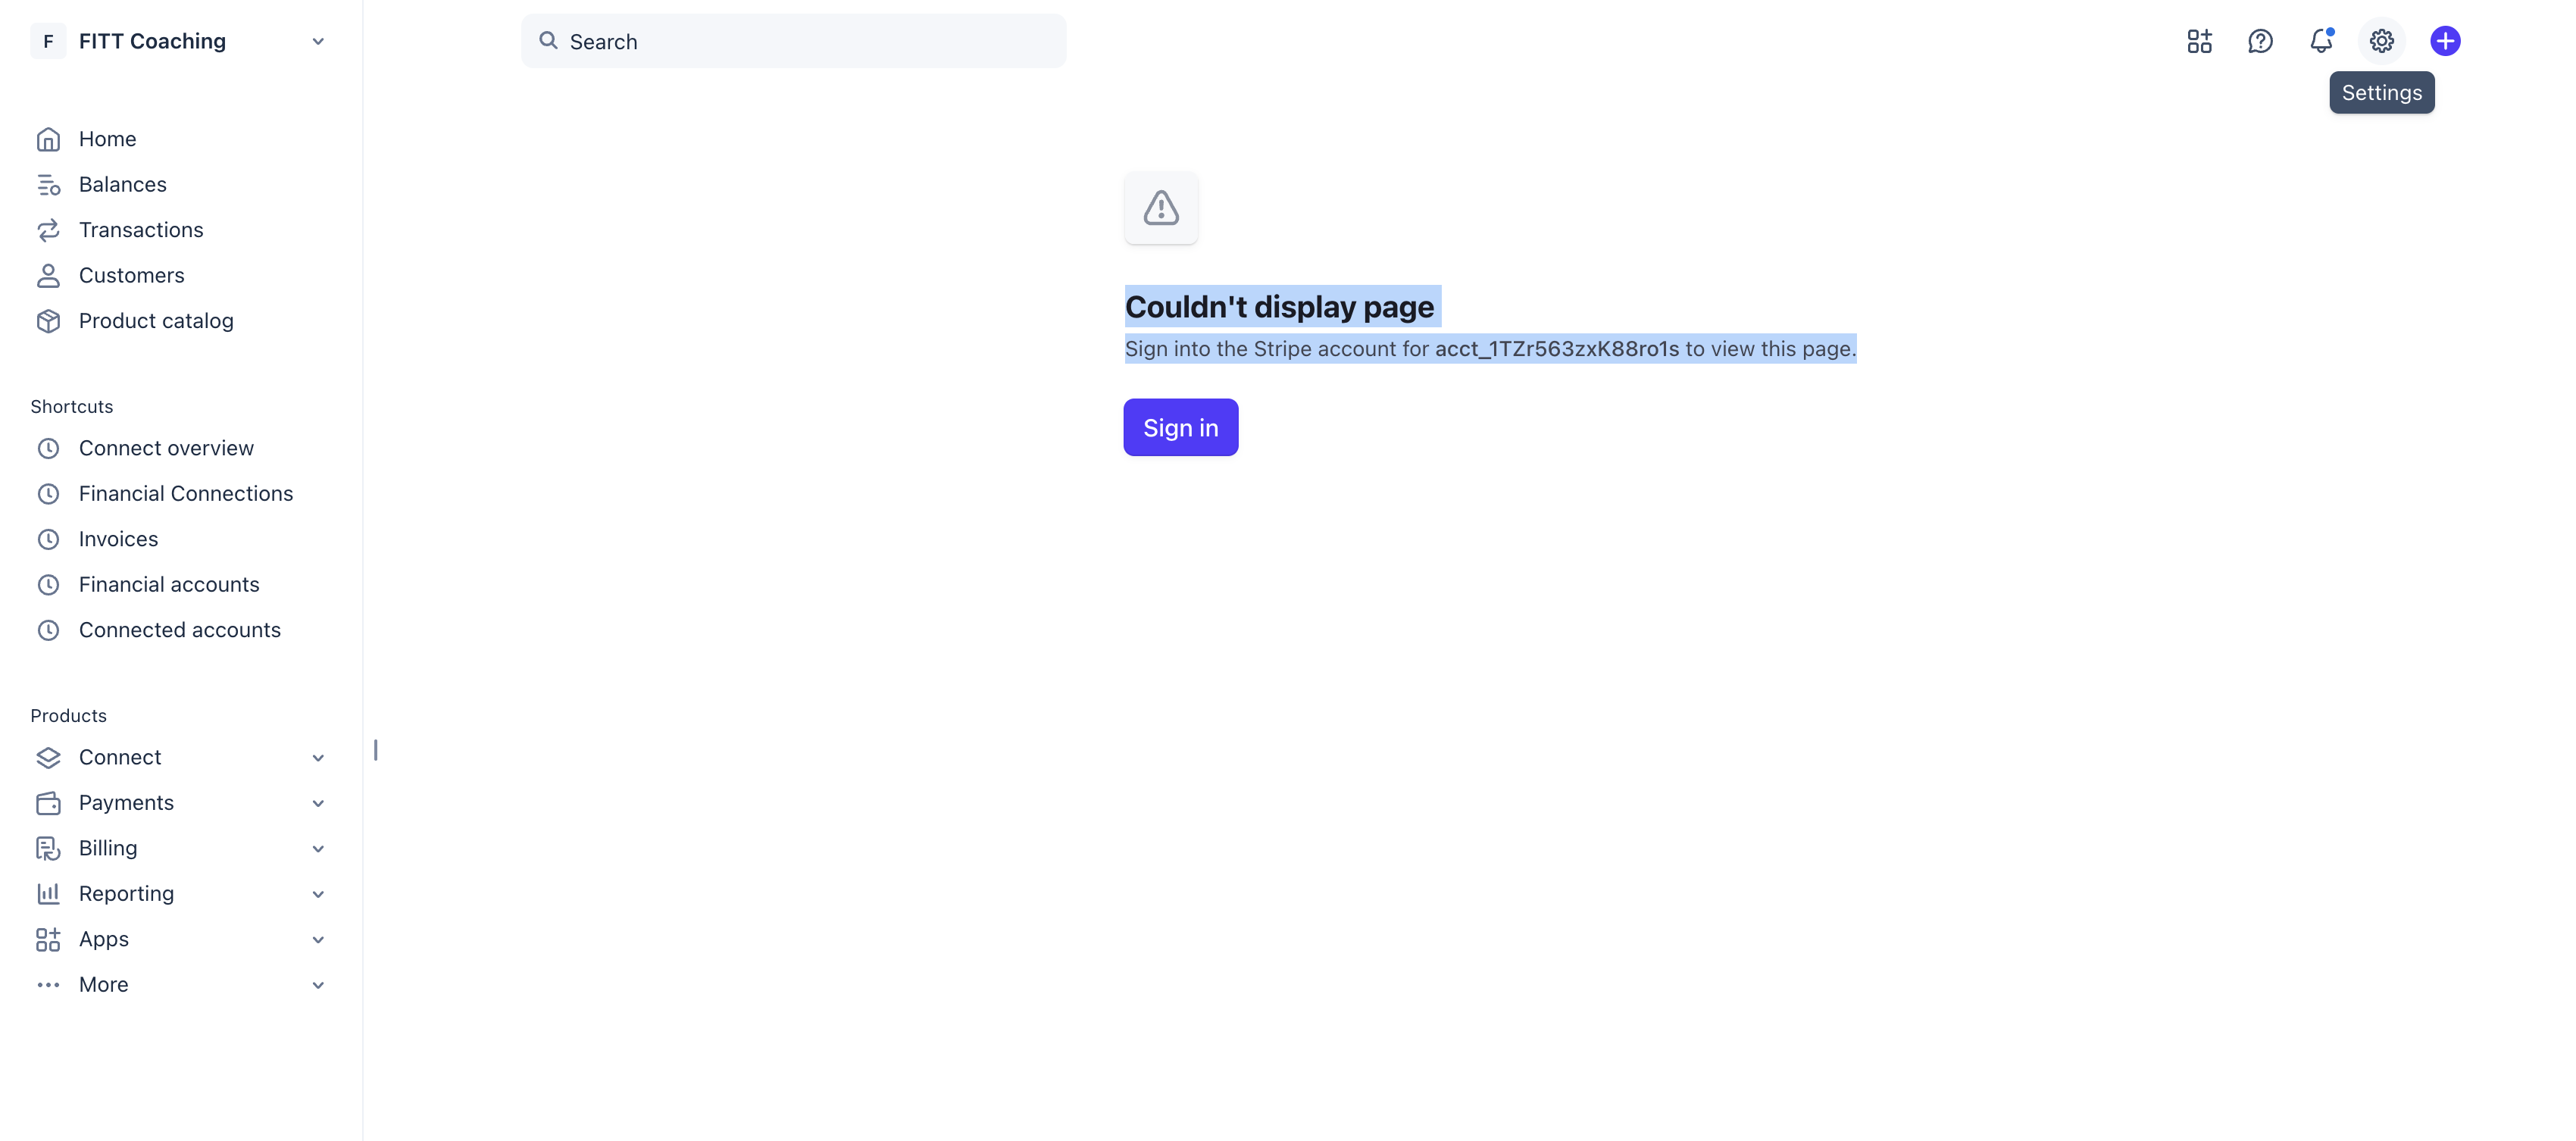 F FITT Coaching
Search
Settings
Home
Balances
Transactions
Customers
Product catalog
Shortcuts
Connect overview
Financial Connections
Invoices
Financial accounts
Connected accounts
Products
Connect
Payments
Billing
Reporting
Apps
More
Couldn't display page
Sign into the Stripe account for acct_1TZr563zxK88ro1s to view this page.
Sign in